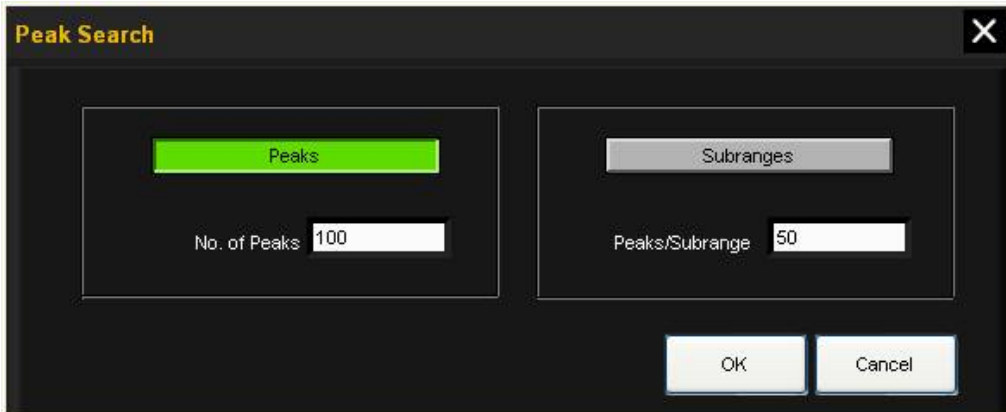 Peak Search
Peaks
No. of Peaks 100
Subranges
Peaks/Subrange 50
OK
Cancel